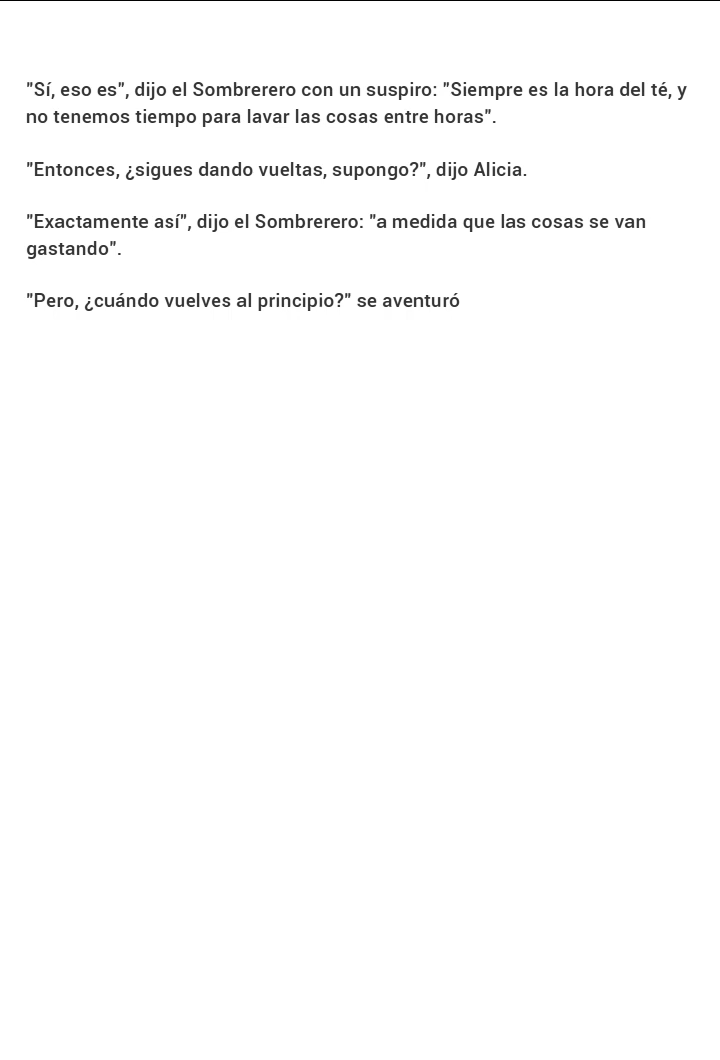 "Sí, eso es", dijo el Sombrerero con un suspiro: "Siempre es la hora del té, y
no tenemos tiempo para lavar las cosas entre horas".
"Entonces, ¿sigues dando vueltas, supongo?", dijo Alicia.
"Exactamente así", dijo el Sombrerero: "a medida que las cosas se van
gastando".
"Pero, ¿cuándo vuelves al principio?" se aventuró